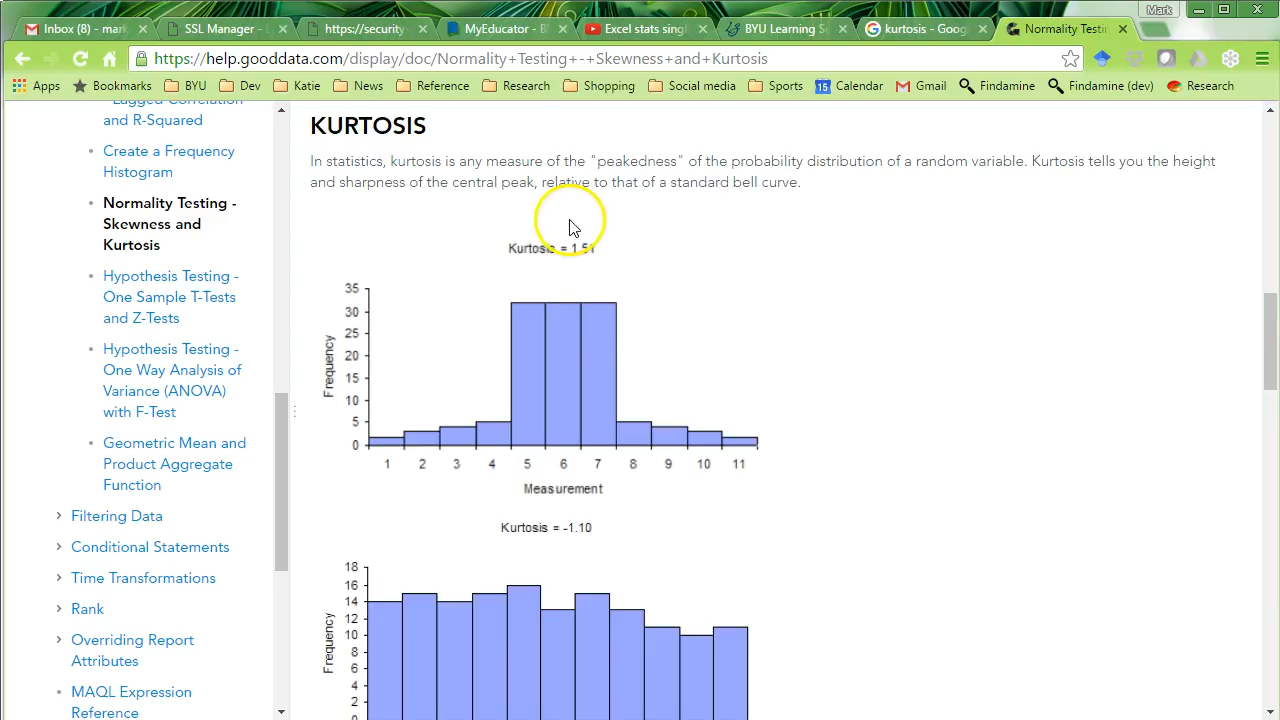 Inbox (8) - mark
SSL Manager -
https://security
MyEducator - B
Excel stats singl
BYU Learning S
kurtosis - Goog
Normality Testin
Mark
https://help.gooddata.com/display/doc/Normality+Testing+-+Skewness+and+Kurtosis
Apps
Bookmarks
BYU
Dev
Katie
News
Reference
Research
Shopping
Social media
Sports
15 Calendar
Gmail
Findamine
Findamine (dev)
Research
Lagged Correlation
and R-Squared
Create a Frequency
Histogram
Normality Testing -
Skewness and
Kurtosis
Hypothesis Testing -
One Sample T-Tests
and Z-Tests
Hypothesis Testing -
One Way Analysis of
Variance (ANOVA)
with F-Test
Geometric Mean and
Product Aggregate
Function
Filtering Data
Conditional Statements
Time Transformations
Rank
Overriding Report
Attributes
MAQL Expression
Reference
KURTOSIS
In statistics, kurtosis is any measure of the "peakedness" of the probability distribution of a random variable. Kurtosis tells you the height
and sharpness of the central peak, relative to that of a standard bell curve.
Kurtosis = 1.51
35
30
25
20
15
10
5
0
Frequency
1 2 3 4 5 6 7 8 9 10 11
Measurement
Kurtosis = -1.10
18
16
14
12
10
8
6
4
2
0
Frequency